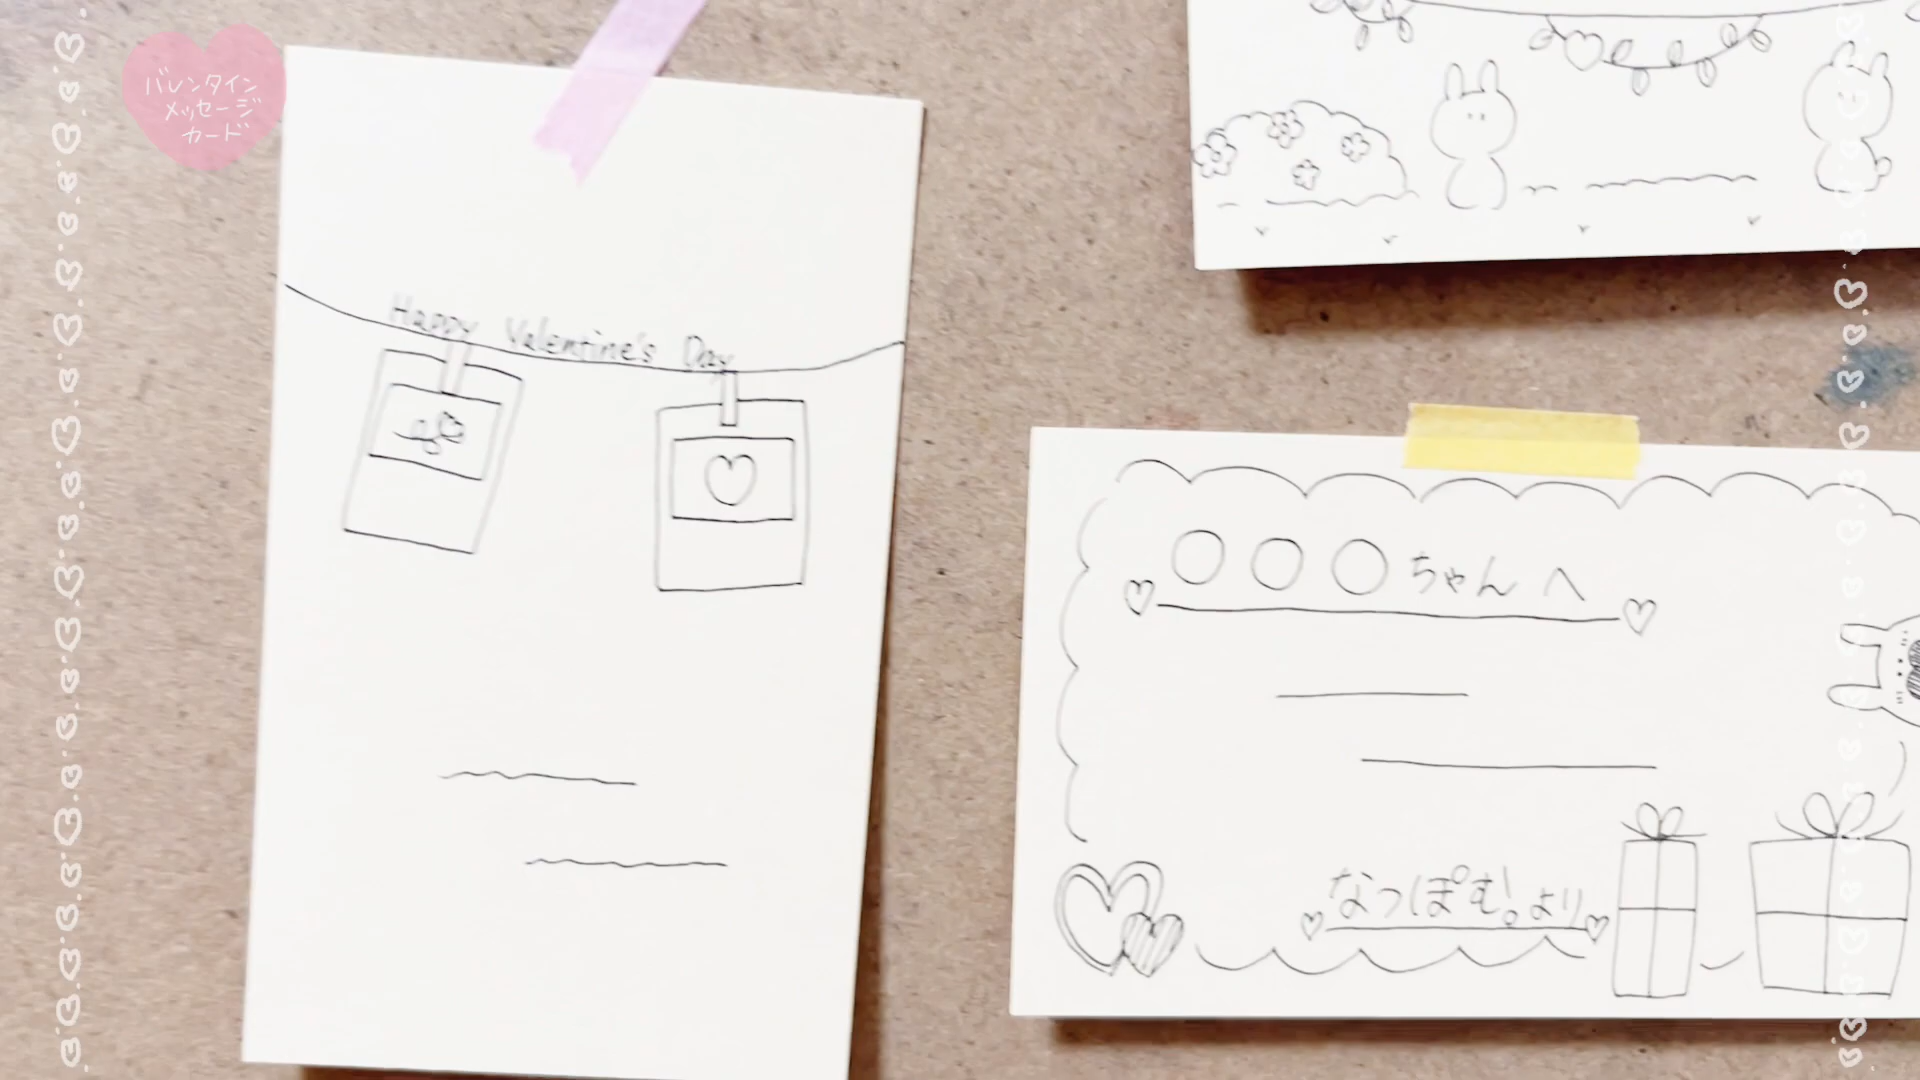 バレンタイン
メッセージ
カード
Happy Valentine's Day
○○○ちゃんへ
なっぽむ!。より